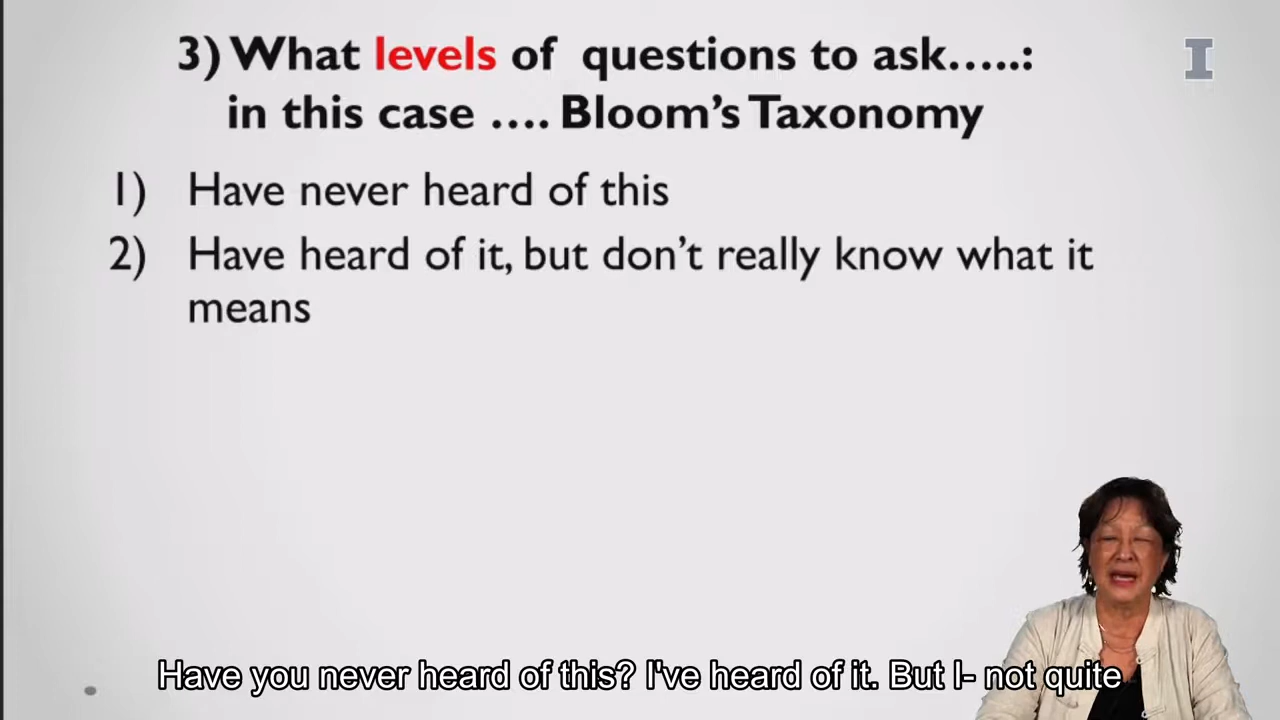 3) What levels of questions to ask.....:
in this case .... Bloom's Taxonomy
1) Have never heard of this
2) Have heard of it, but don't really know what it
means
I
Have you never heard of this? I've heard of it. But I- not quite